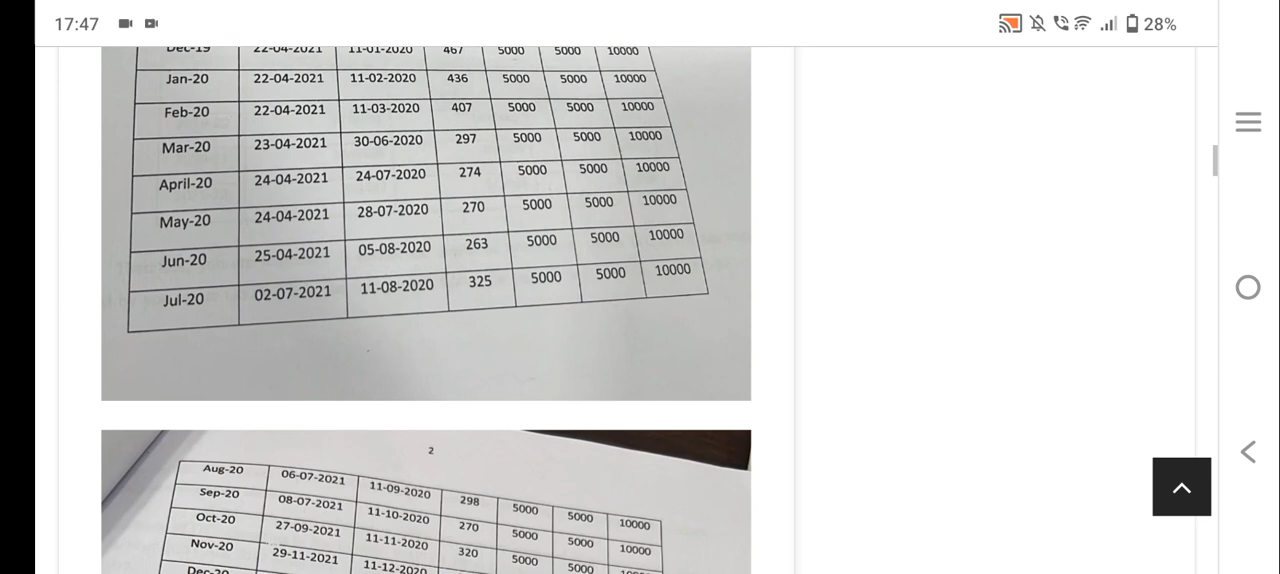 17:47 28%
Dec-19 22-04-2021 11-01-2020 467 5000 5000 10000
Jan-20 22-04-2021 11-02-2020 436 5000 5000 10000
Feb-20 22-04-2021 11-03-2020 407 5000 5000 10000
Mar-20 23-04-2021 30-06-2020 297 5000 5000 10000
April-20 24-04-2021 24-07-2020 274 5000 5000 10000
May-20 24-04-2021 28-07-2020 270 5000 5000 10000
Jun-20 25-04-2021 05-08-2020 263 5000 5000 10000
Jul-20 02-07-2021 11-08-2020 325 5000 5000 10000
2
Aug-20 06-07-2021 11-09-2020 298 5000 5000 10000
Sep-20 08-07-2021 11-10-2020 270 5000 5000 10000
Oct-20 27-09-2021 11-11-2020 320 5000 5000
Nov-20 29-11-2021 11-12-2020
Dec-20